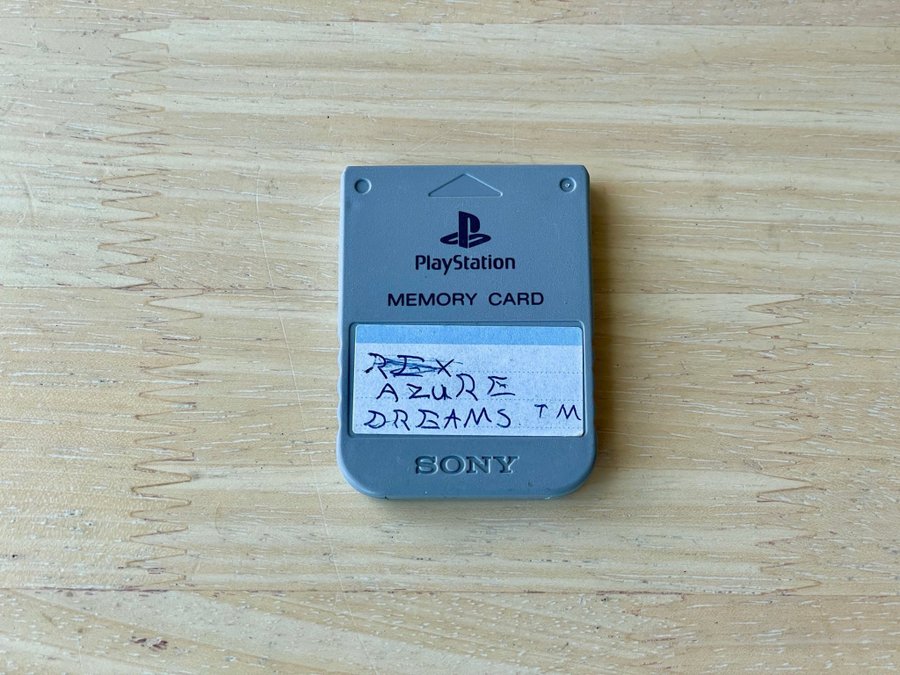 PlayStation
MEMORY CARD
REX
AZURE
DREAMS.™
SONY